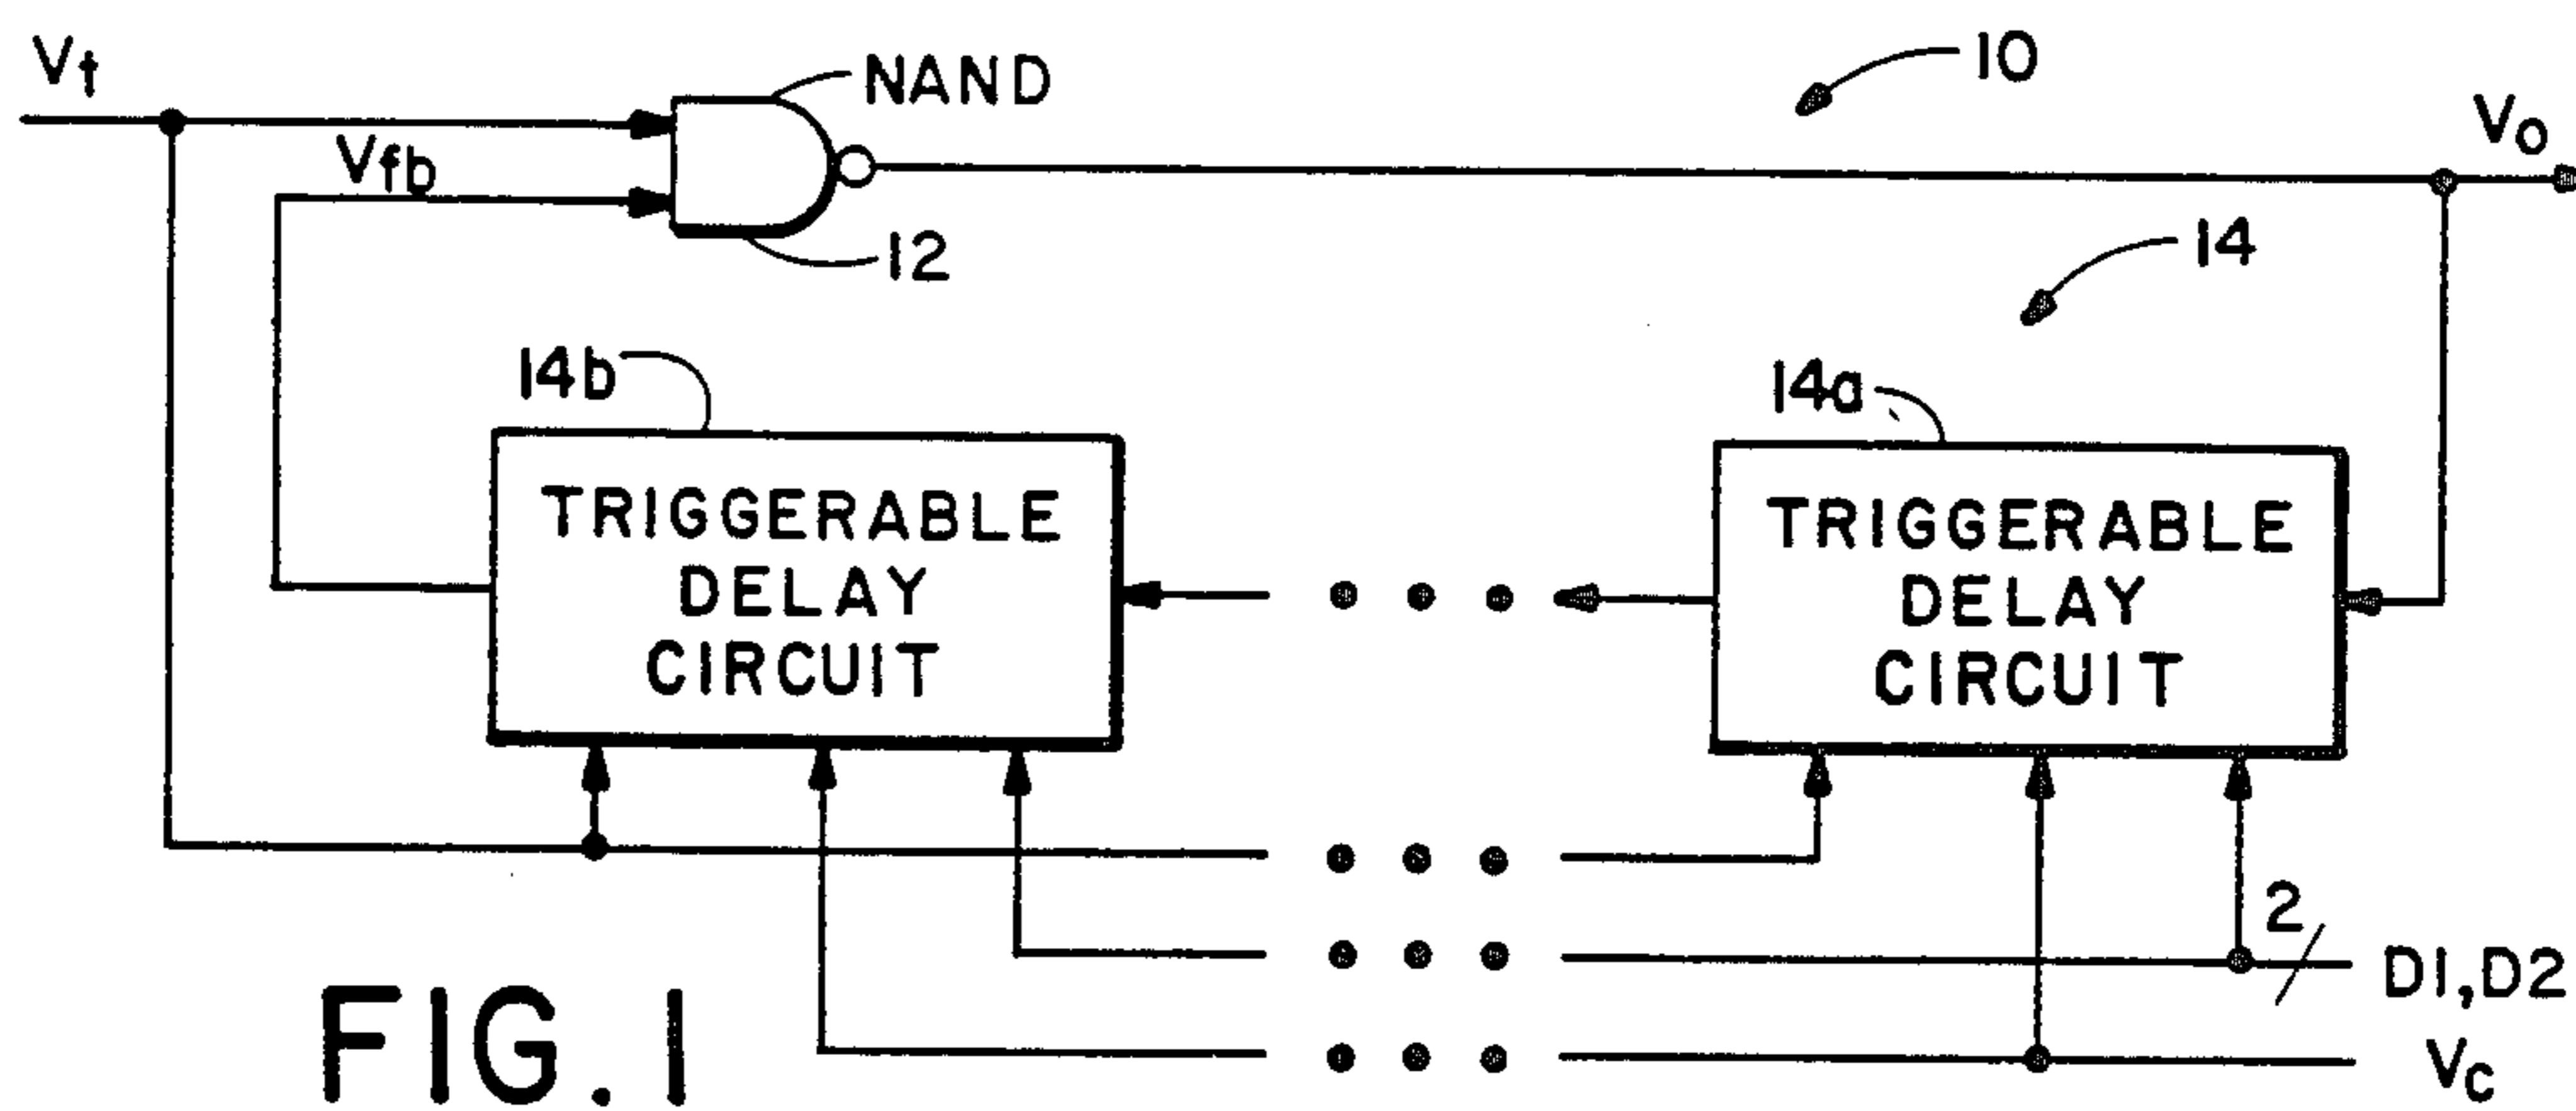 Vt
NAND
10
Vo
Vfb
12
14
14b
14a
TRIGGERABLE
DELAY
CIRCUIT
TRIGGERABLE
DELAY
CIRCUIT
2
D1,D2
Vc
FIG. 1